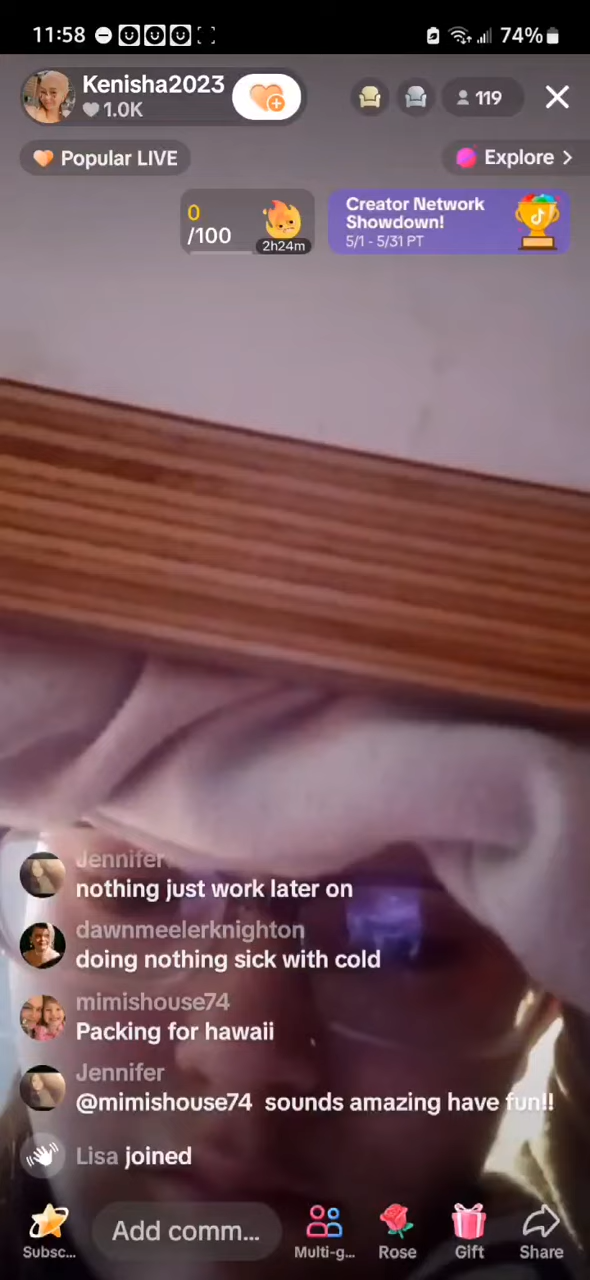 11:58
74%
Kenisha2023
1.0K
119
Popular LIVE
Explore >
0
/100
2h24m
Creator Network
Showdown!
5/1 - 5/31 PT
Jennifer
nothing just work later on
dawnmeelerknighton
doing nothing sick with cold
mimishouse74
Packing for hawaii
Jennifer
@mimishouse74 sounds amazing have fun!!
Lisa joined
Add comm...
Subsc...
Multi-g...
Rose
Gift
Share